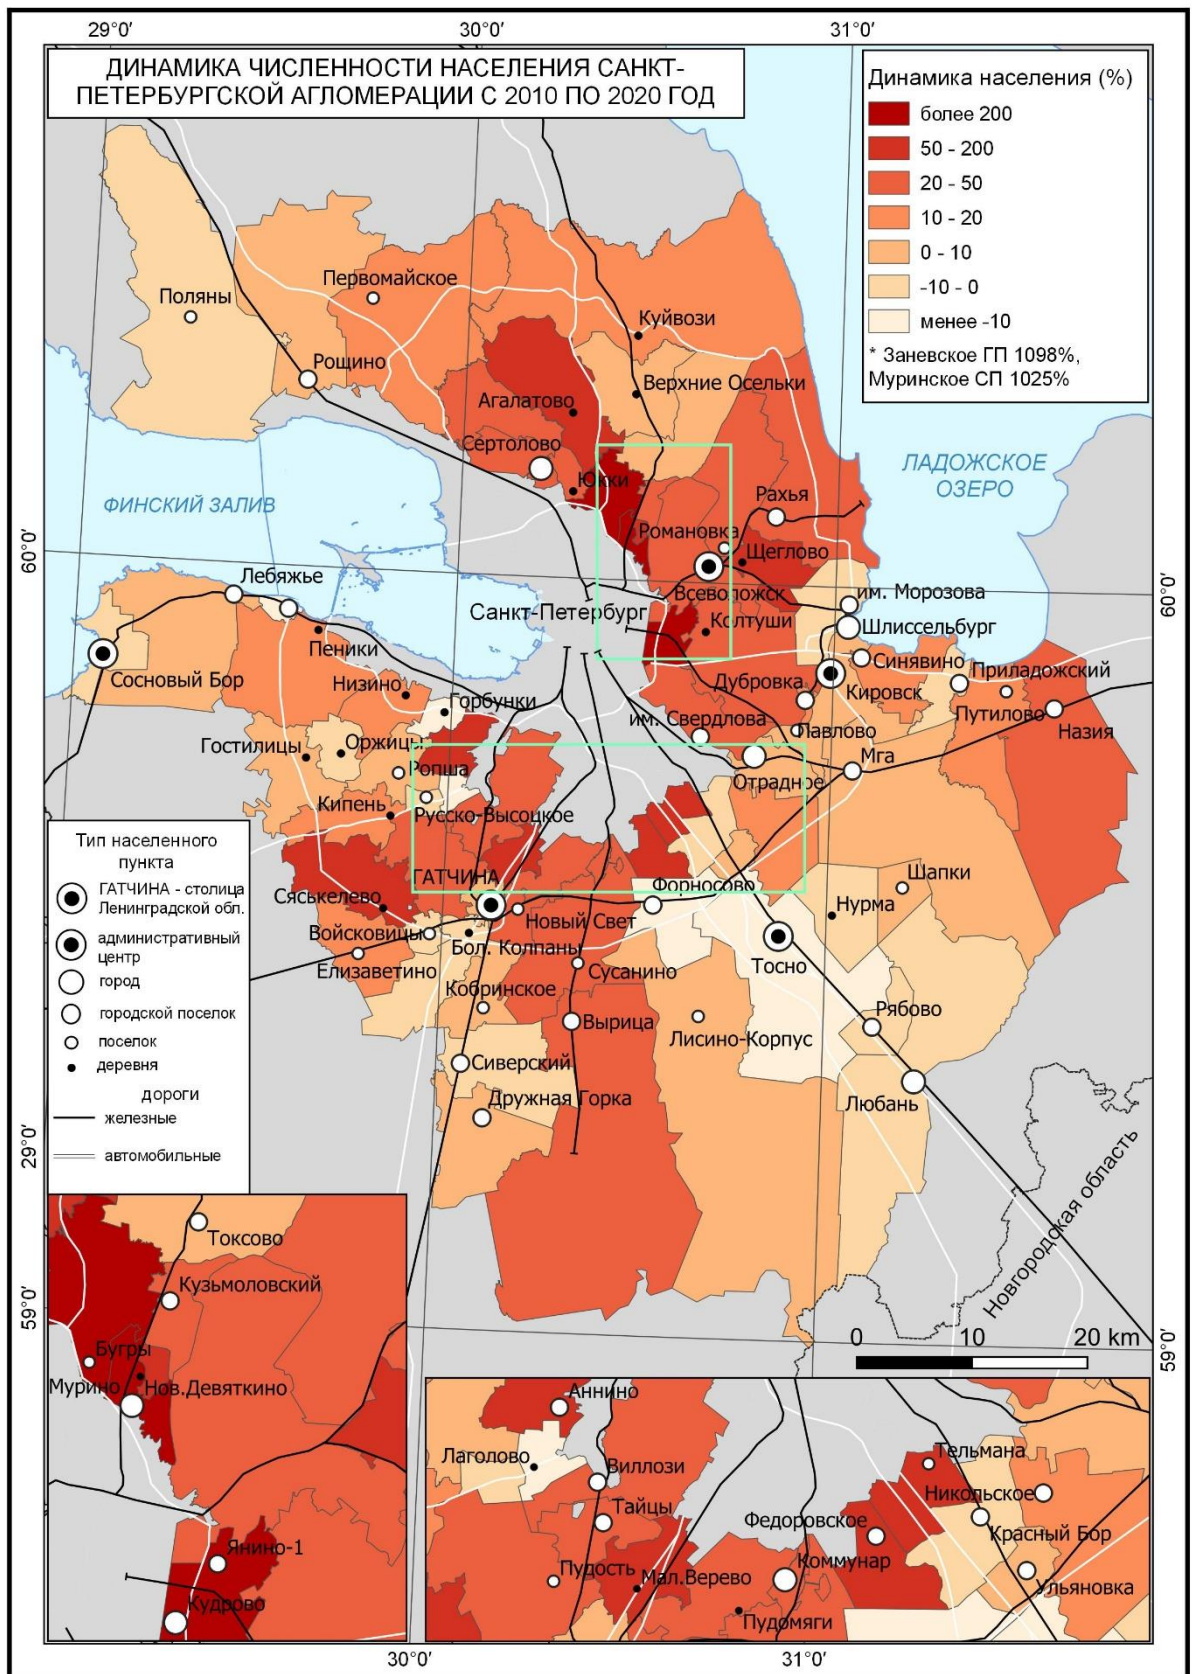 29°0′
30°0′
31°0′
ДИНАМИКА ЧИСЛЕННОСТИ НАСЕЛЕНИЯ САНКТ-
ПЕТЕРБУРГСКОЙ АГЛОМЕРАЦИИ С 2010 ПО 2020 ГОД
Динамика населения (%)
более 200
50 - 200
20 - 50
10 - 20
0 - 10
-10 - 0
менее -10
* Заневское ГП 1098%,
Муринское СП 1025%
Поляны
Первомайское
Рощино
Куйвози
Верхние Осельки
Агалатово
Сертолово
Юкки
ЛАДОЖСКОЕ
ОЗЕРО
ФИНСКИЙ ЗАЛИВ
Рахья
Романовка
Щеглово
Всеволожск
60°0′
60°0′
Лебяжье
им. Морозова
Санкт-Петербург
Колтуши
Шлиссельбург
Пеники
Синявино
Сосновый Бор
Приладожский
Низино
Дубровка
Кировск
Горбунки
Путилово
им. Свердлова
Павлово
Назия
Гостилицы
Оржицы
Мга
Ропша
Отрадное
Кипень
Русско-Высоцкое
Тип населенного
пункта
ГАТЧИНА - столица
Ленинградской обл.
административный
центр
город
городской поселок
поселок
деревня
дороги
железные
автомобильные
ГАТЧИНА
Форносово
Шапки
Сяськелево
Новый Свет
Нурма
Войсковицы
Бол. Колпаны
Елизаветино
Сусанино
Тосно
Кобринское
Вырица
Лисино-Корпус
Рябово
Сиверский
Дружная Горка
Любань
29°0′
Новгородская область
59°0′
59°0′
0
10
20 km
Токсово
Кузьмоловский
Бугры
Мурино
Нов.Девяткино
Янино-1
Кудрово
Аннино
Лаголово
Виллози
Тайцы
Пудость
Мал.Верево
Тельмана
Никольское
Федоровское
Красный Бор
Коммунар
Ульяновка
Пудомяги
30°0′
31°0′